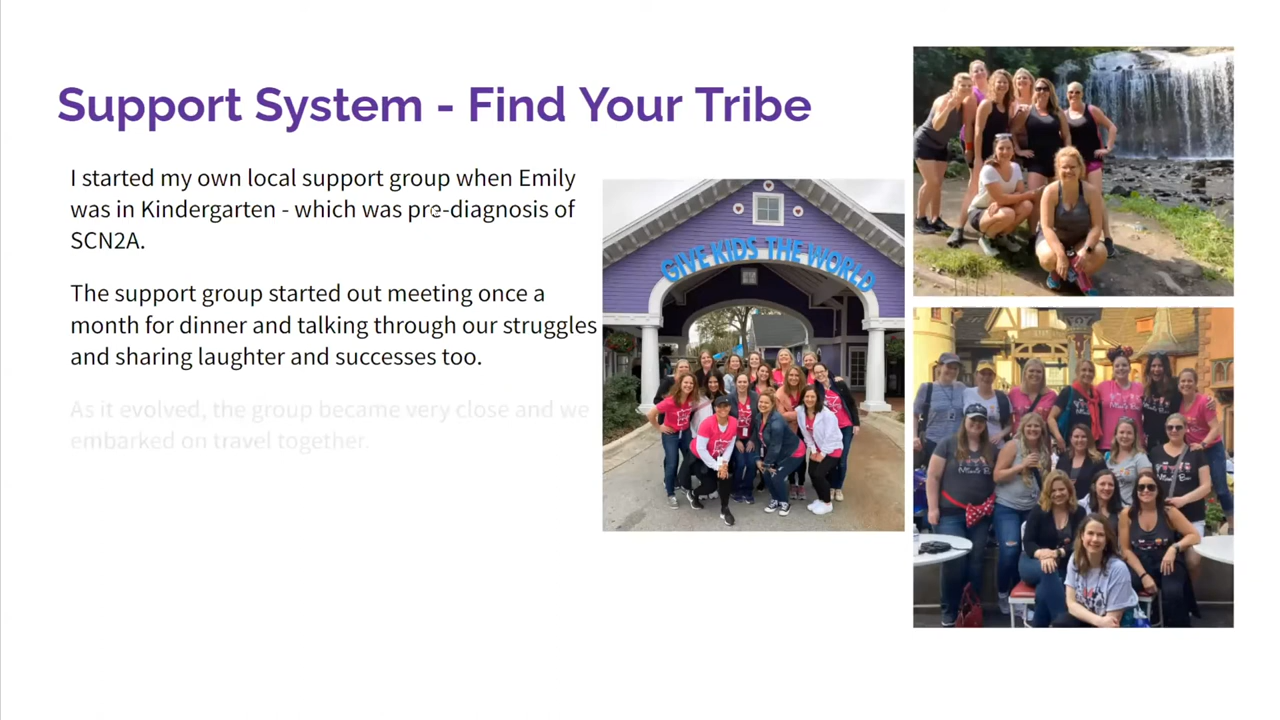 Support System - Find Your Tribe
I started my own local support group when Emily
was in Kindergarten - which was pre-diagnosis of
SCN2A.
The support group started out meeting once a
month for dinner and talking through our struggles
and sharing laughter and successes too.
As it evolved, the group became very close and we
embarked on travel together.
GIVE KIDS THE WORLD